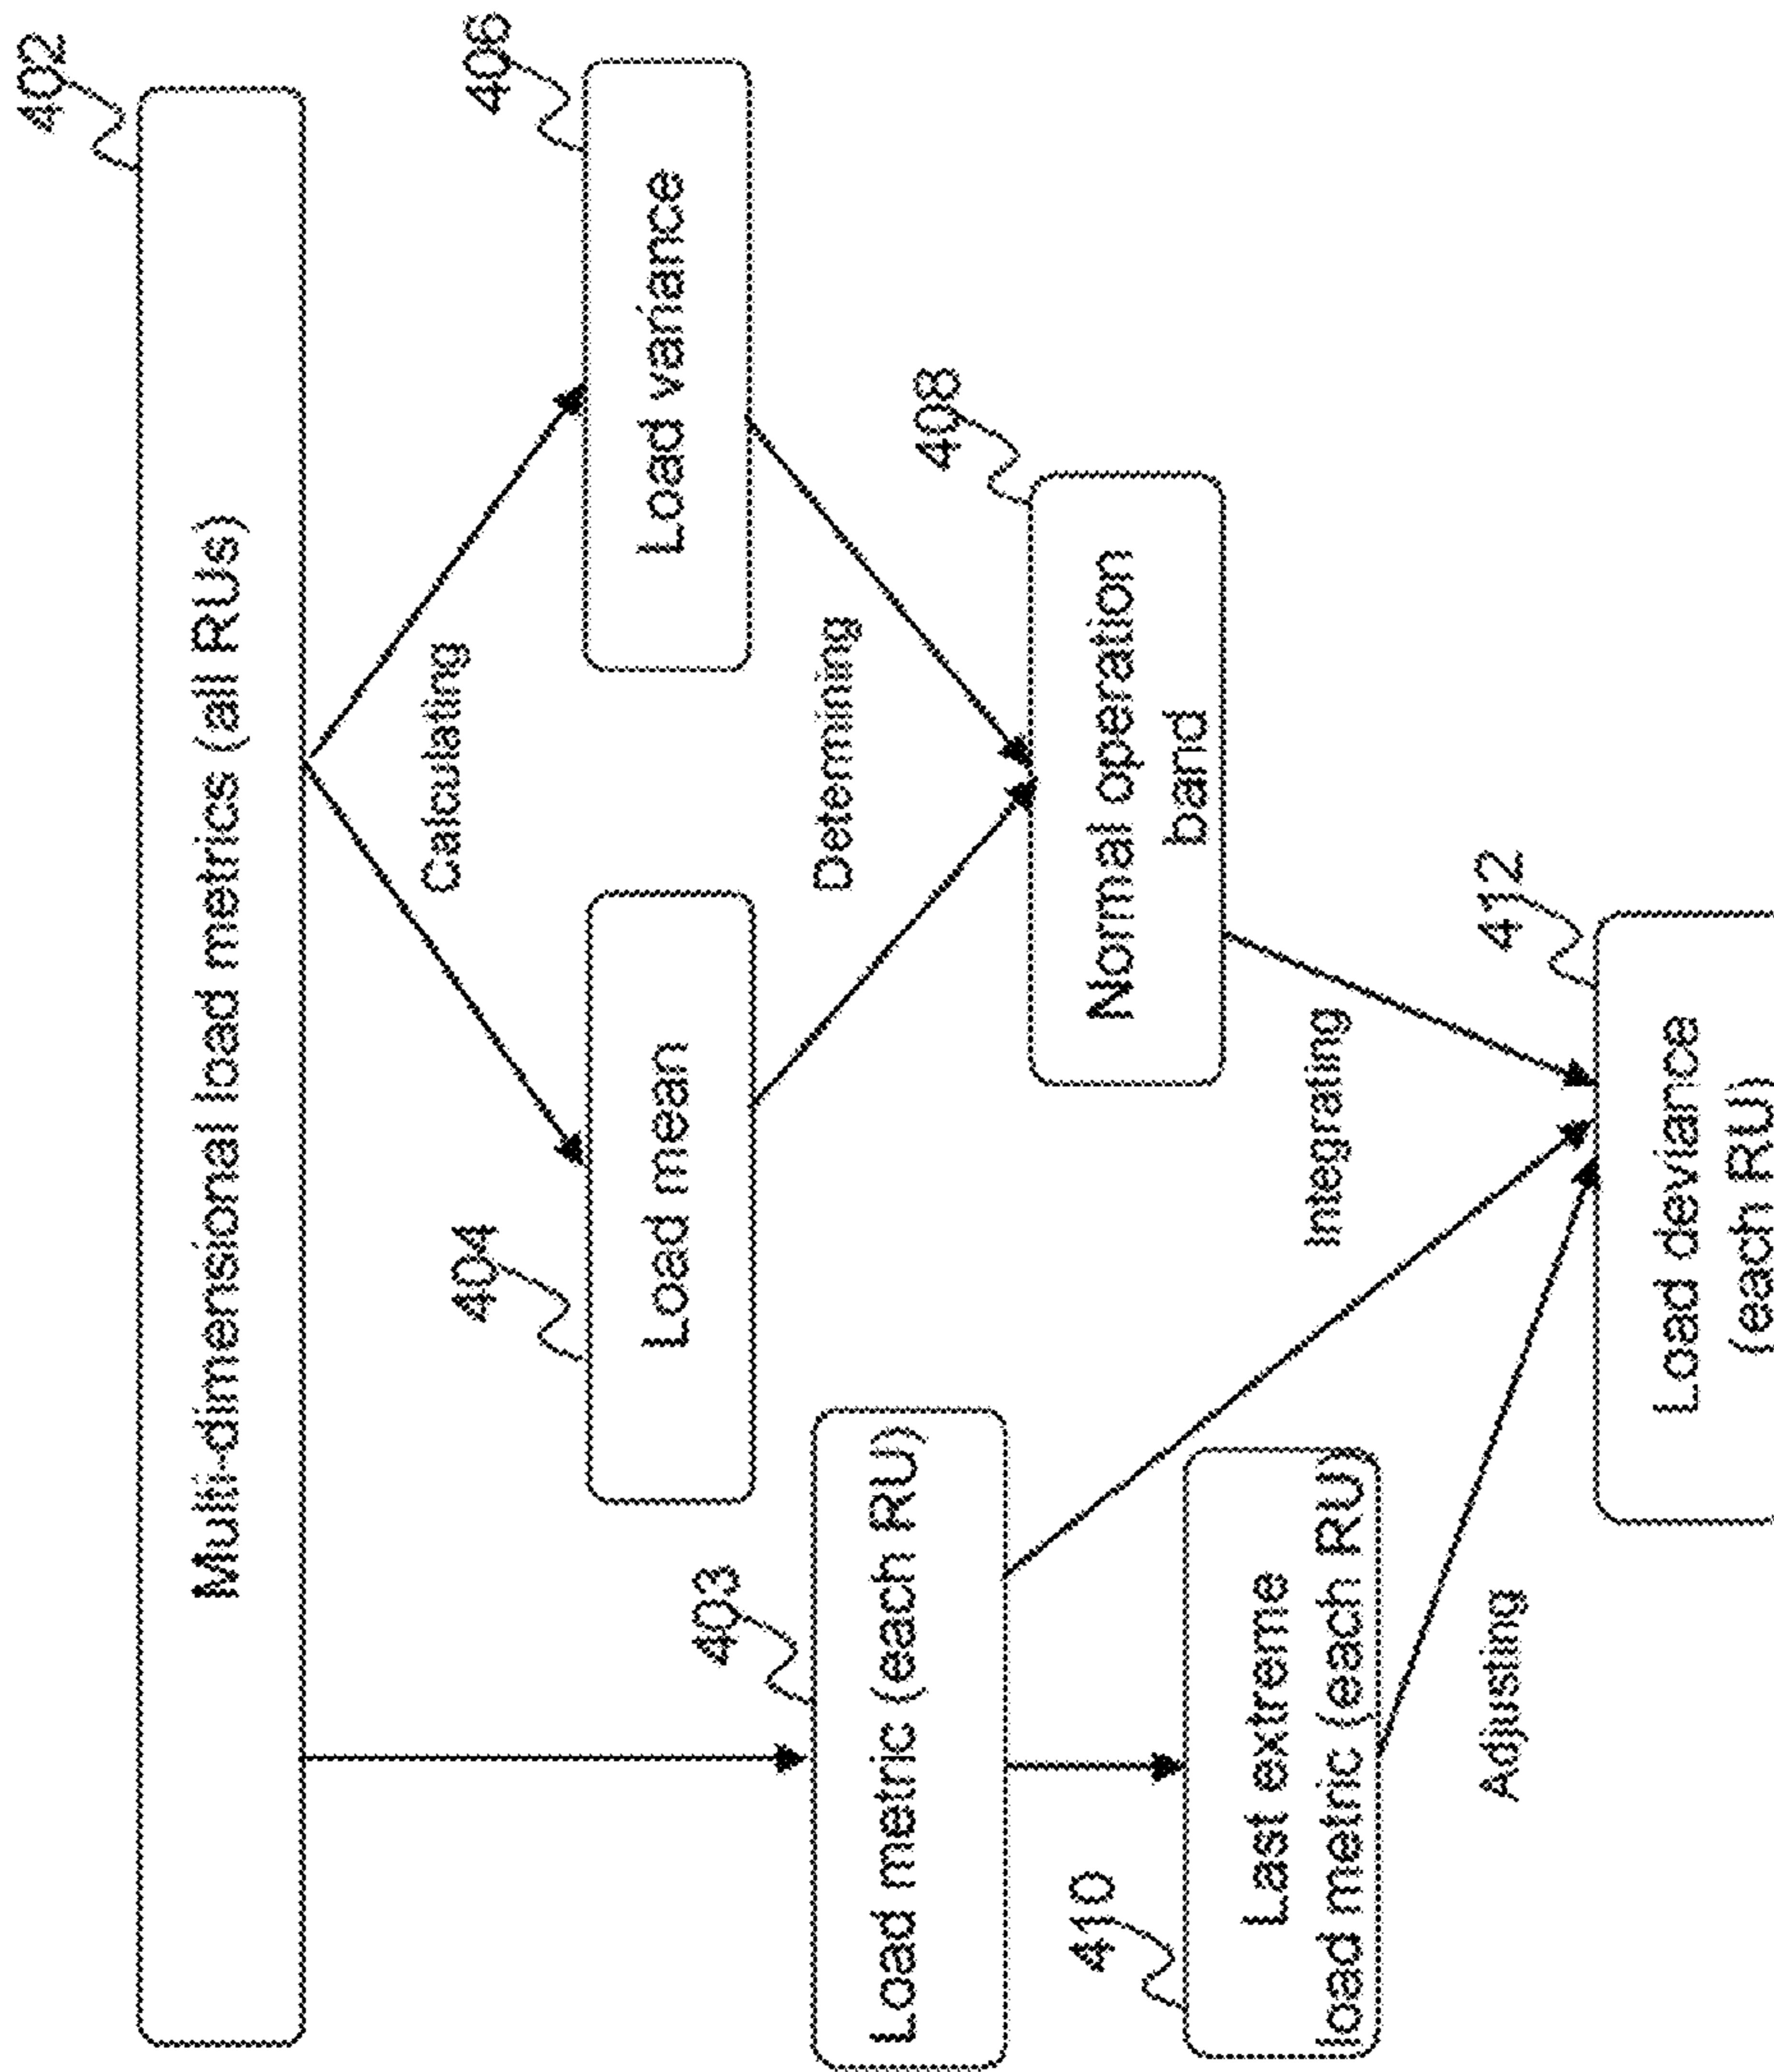 402
Multi-dimensional load metrics (all RUs)
Calculating
404
Load mean
406
Load variance
Determining
403
Load metric (each RU)
408
Normal operation
band
410
Last extreme
load metric (each RU)
Integrating
Adjusting
412
Load deviance
(each RU)